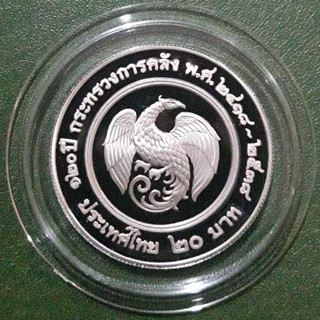 ๑๒๐ ปี กระทรวงการคลัง พ.ศ. ๒๔๑๘ - ๒๕๓๘
ประเทศไทย ๒๐ บาท